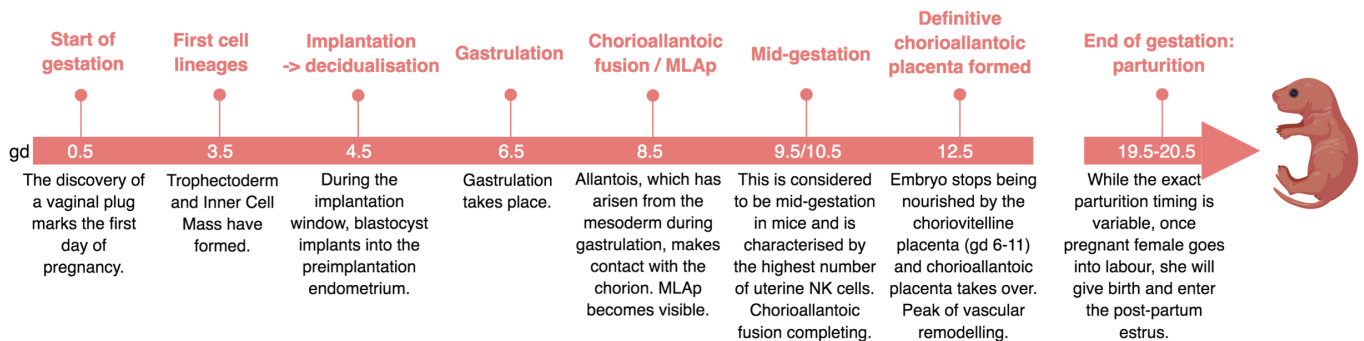 Start of
gestation
First cell
lineages
Implantation
-> decidualisation
Gastrulation
Chorioallantoic
fusion / MLAp
Mid-gestation
Definitive
chorioallantoic
placenta formed
End of gestation:
parturition
gd
0.5
3.5
4.5
6.5
8.5
9.5/10.5
12.5
19.5-20.5
The discovery of
a vaginal plug
marks the first
day of
pregnancy.
Trophectoderm
and Inner Cell
Mass have
formed.
During the
implantation
window, blastocyst
implants into the
preimplantation
endometrium.
Gastrulation
takes place.
Allantois, which has
arisen from the
mesoderm during
gastrulation, makes
contact with the
chorion. MLAp
becomes visible.
This is considered
to be mid-gestation
in mice and is
characterised by
the highest number
of uterine NK cells.
Chorioallantoic
fusion completing.
Embryo stops being
nourished by the
choriovitelline
placenta (gd 6-11)
and chorioallantoic
placenta takes over.
Peak of vascular
remodelling.
While the exact
parturition timing is
variable, once
pregnant female goes
into labour, she will
give birth and enter
the post-partum
estrus.